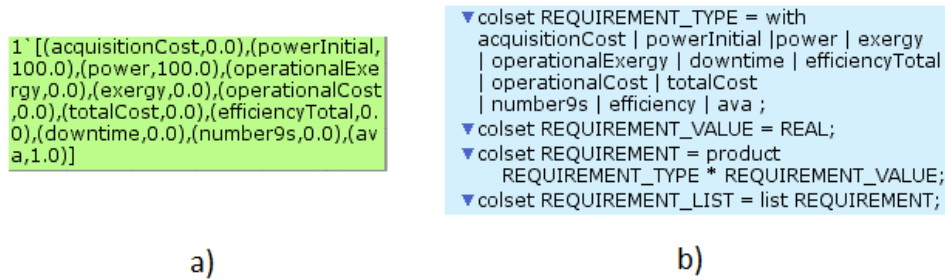 1`[(acquisitionCost,0.0),(powerInitial,
100.0),(power,100.0),(operationalExe
rgy,0.0),(exergy,0.0),(operationalCost
,0.0),(totalCost,0.0),(efficiencyTotal,0.
0),(downtime,0.0),(number9s,0.0),(av
a,1.0)]
a)
colset REQUIREMENT_TYPE = with
acquisitionCost | powerInitial |power | exergy
| operationalExergy | downtime | efficiencyTotal
| operationalCost | totalCost
| number9s | efficiency | ava ;
colset REQUIREMENT_VALUE = REAL;
colset REQUIREMENT = product
REQUIREMENT_TYPE * REQUIREMENT_VALUE;
colset REQUIREMENT_LIST = list REQUIREMENT;
b)